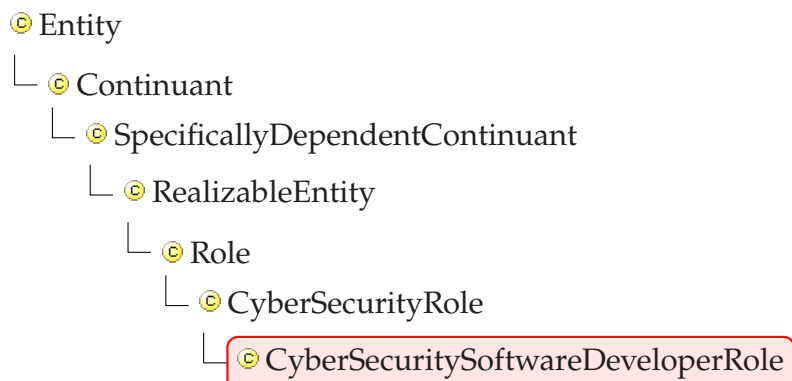 © Entity
© Continuant
© SpecificallyDependentContinuant
© RealizableEntity
© Role
© CyberSecurityRole
© CyberSecuritySoftwareDeveloperRole